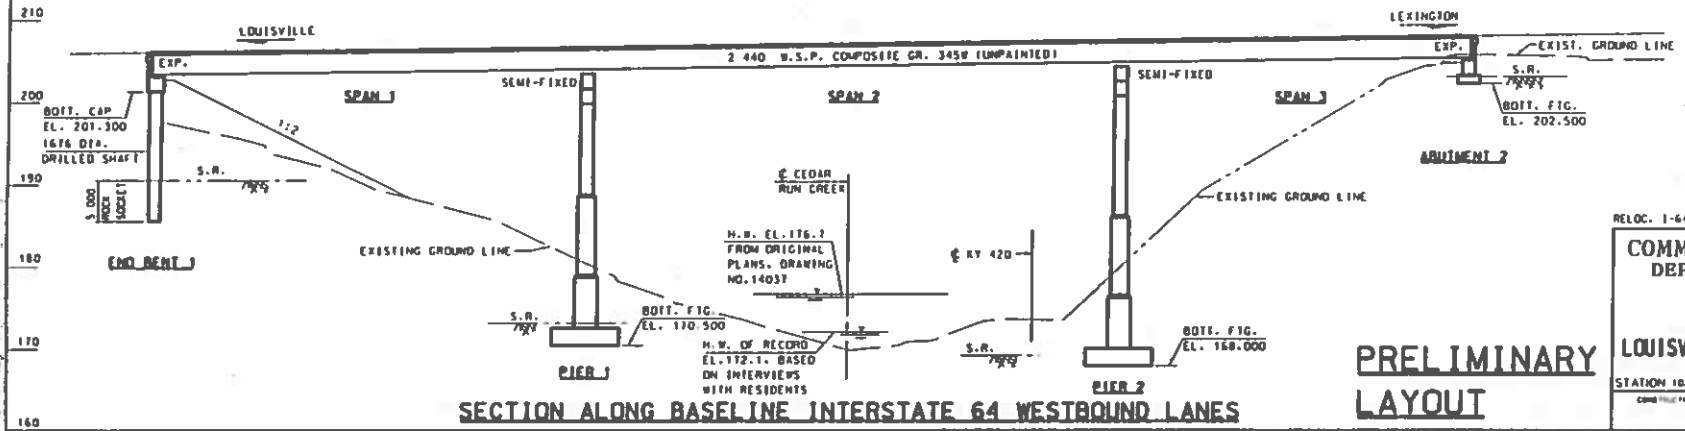 210
200
190
180
170
160
LOUISVILLE
LEXINGTON
EXP.
2 440 W.S.P. COMPOSITE GR. 345W (UNPAINTED)
EXP.
EXIST. GROUND LINE
SEMI-FIXED
SEMI-FIXED
S.R.
SPAN 1
SPAN 2
SPAN 3
BOTT. CAP
EL. 201.300
1676 DIA.
DRILLED SHAFT
1:2
BOTT. FTG.
EL. 202.500
ABUTMENT 2
S.R.
5 000
ROCK
SOCKET
END BENT 1
EXISTING GROUND LINE
₵ CEDAR
RUN CREEK
EXISTING GROUND LINE
H.W. EL.176.7
FROM ORIGINAL
PLANS, DRAWING
NO.14037
₵ KY 420
S.R.
BOTT. FTG.
EL. 170.500
H.W. OF RECORD
EL.172.1, BASED
ON INTERVIEWS
WITH RESIDENTS
S.R.
BOTT. FTG.
EL. 168.000
PIER 1
PIER 2
SECTION ALONG BASELINE INTERSTATE 64 WESTBOUND LANES
PRELIMINARY
LAYOUT
RELOC. I-64
COMM
DEP
LOUISV
STATION